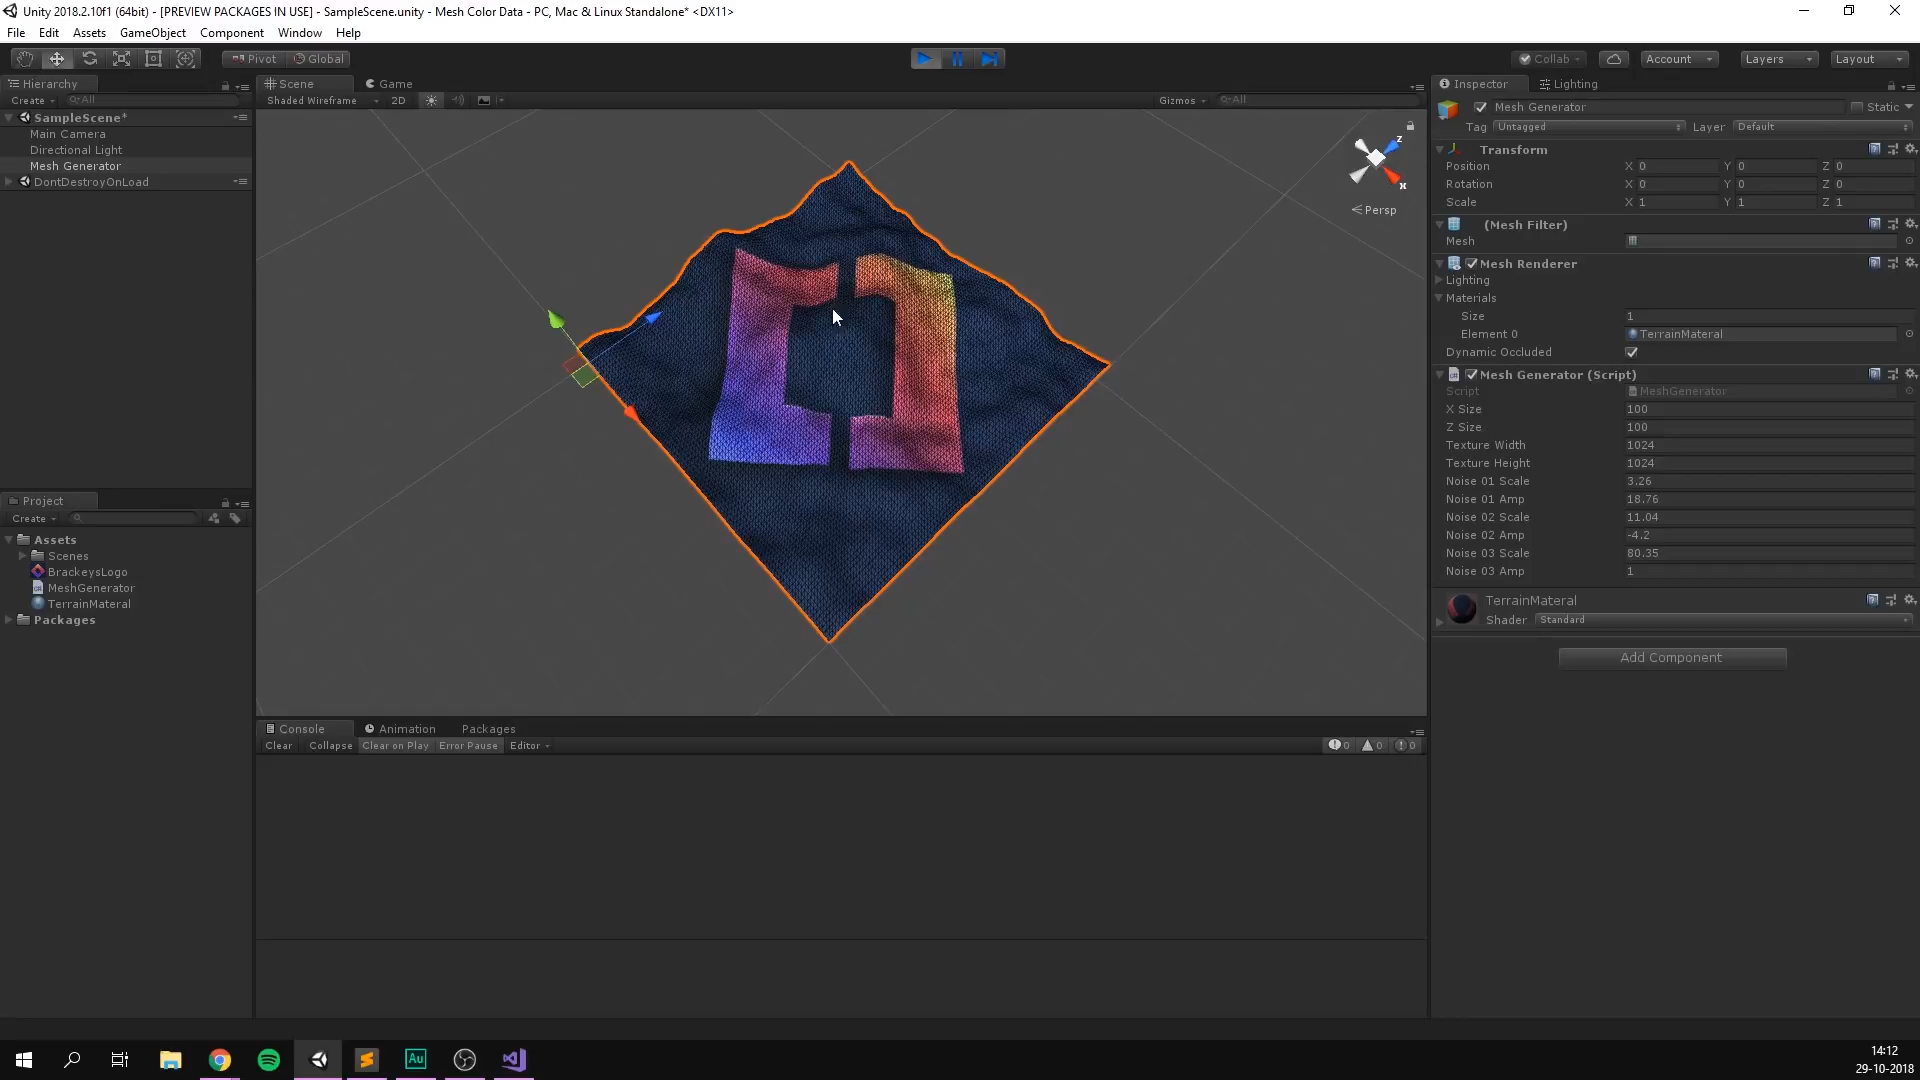 Unity 2018.2.10f1 (64bit) - [PREVIEW PACKAGES IN USE] - SampleScene.unity - Mesh Color Data - PC, Mac & Linux Standalone* <DX11>
File Edit Assets GameObject Component Window Help
Pivot Global Collab Account Layers Layout
Hierarchy
Create All
SampleScene*
Main Camera
Directional Light
Mesh Generator
DontDestroyOnLoad
Project
Create
Assets
Scenes
BrackeysLogo
MeshGenerator
TerrainMateral
Packages
Scene Game
Shaded Wireframe 2D Gizmos All
z
x
Persp
Console Animation Packages
Clear Collapse Clear on Play Error Pause Editor 0 0 0
Inspector Lighting
Mesh Generator Static
Tag Untagged Layer Default
Transform
Position X 0 Y 0 Z 0
Rotation X 0 Y 0 Z 0
Scale X 1 Y 1 Z 1
(Mesh Filter)
Mesh
Mesh Renderer
Lighting
Materials
Size 1
Element 0 TerrainMateral
Dynamic Occluded
Mesh Generator (Script)
Script MeshGenerator
X Size 100
Z Size 100
Texture Width 1024
Texture Height 1024
Noise 01 Scale 3.26
Noise 01 Amp 18.76
Noise 02 Scale 11.04
Noise 02 Amp -4.2
Noise 03 Scale 80.35
Noise 03 Amp 1
TerrainMateral
Shader Standard
Add Component
Au
14:12
29-10-2018